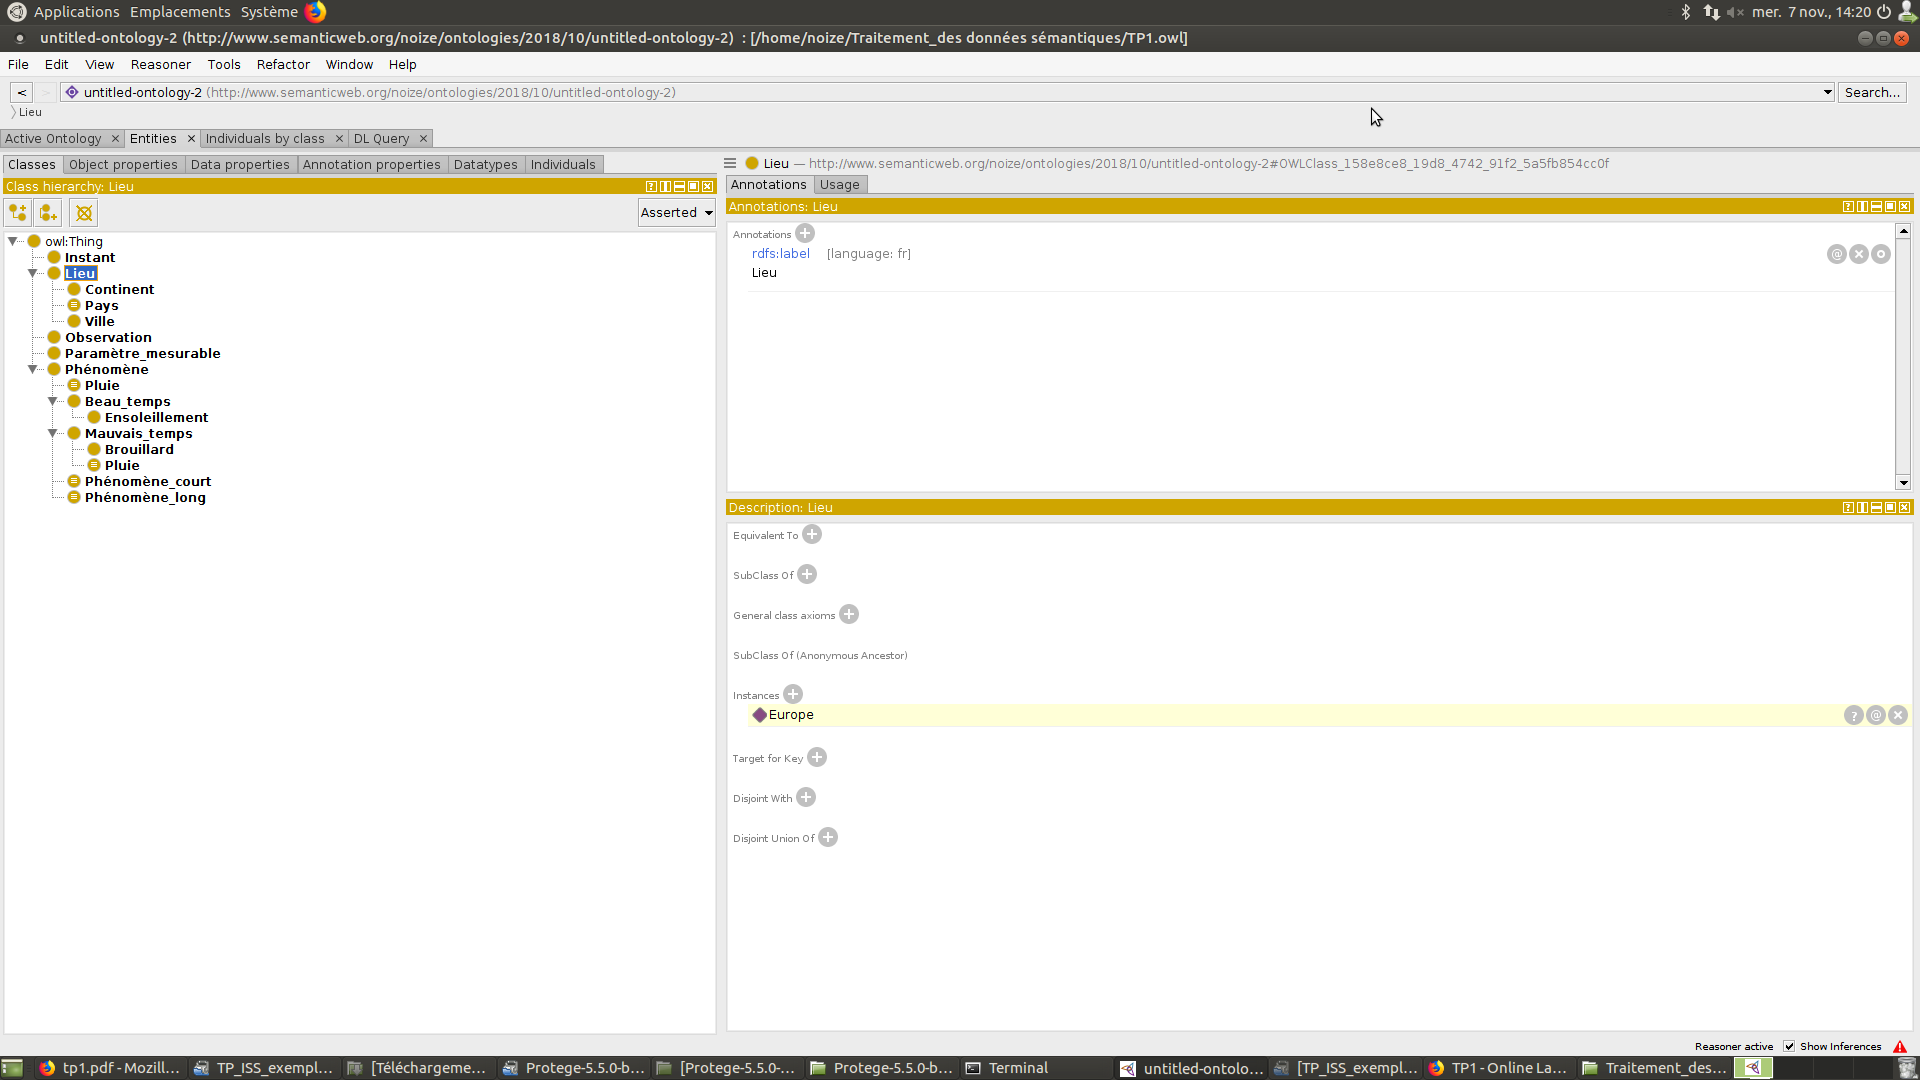 Applications Emplacements Système mer. 7 nov., 14:20
untitled-ontology-2 (http://www.semanticweb.org/noize/ontologies/2018/10/untitled-ontology-2) : [/home/noize/Traitement_des données sémantiques/TP1.owl]
File Edit View Reasoner Tools Refactor Window Help
< > untitled-ontology-2 (http://www.semanticweb.org/noize/ontologies/2018/10/untitled-ontology-2) Search...
Lieu
Active Ontology × Entities × Individuals by class × DL Query ×
Classes Object properties Data properties Annotation properties Datatypes Individuals
Class hierarchy: Lieu
Asserted
owl:Thing
Instant
Lieu
Continent
Pays
Ville
Observation
Paramètre_mesurable
Phénomène
Pluie
Beau_temps
Ensoleillement
Mauvais_temps
Brouillard
Pluie
Phénomène_court
Phénomène_long
Lieu — http://www.semanticweb.org/noize/ontologies/2018/10/untitled-ontology-2#OWLClass_158e8ce8_19d8_4742_91f2_5a5fb854cc0f
Annotations Usage
Annotations: Lieu
Annotations
rdfs:label [language: fr]
Lieu
Description: Lieu
Equivalent To
SubClass Of
General class axioms
SubClass Of (Anonymous Ancestor)
Instances
Europe
Target for Key
Disjoint With
Disjoint Union Of
Reasoner active Show Inferences
tp1.pdf - Mozill... TP_ISS_exempl... [Téléchargeme... Protege-5.5.0-b... [Protege-5.5.0-... Protege-5.5.0-b... Terminal untitled-ontolo... [TP_ISS_exempl... TP1 - Online La... Traitement_des...